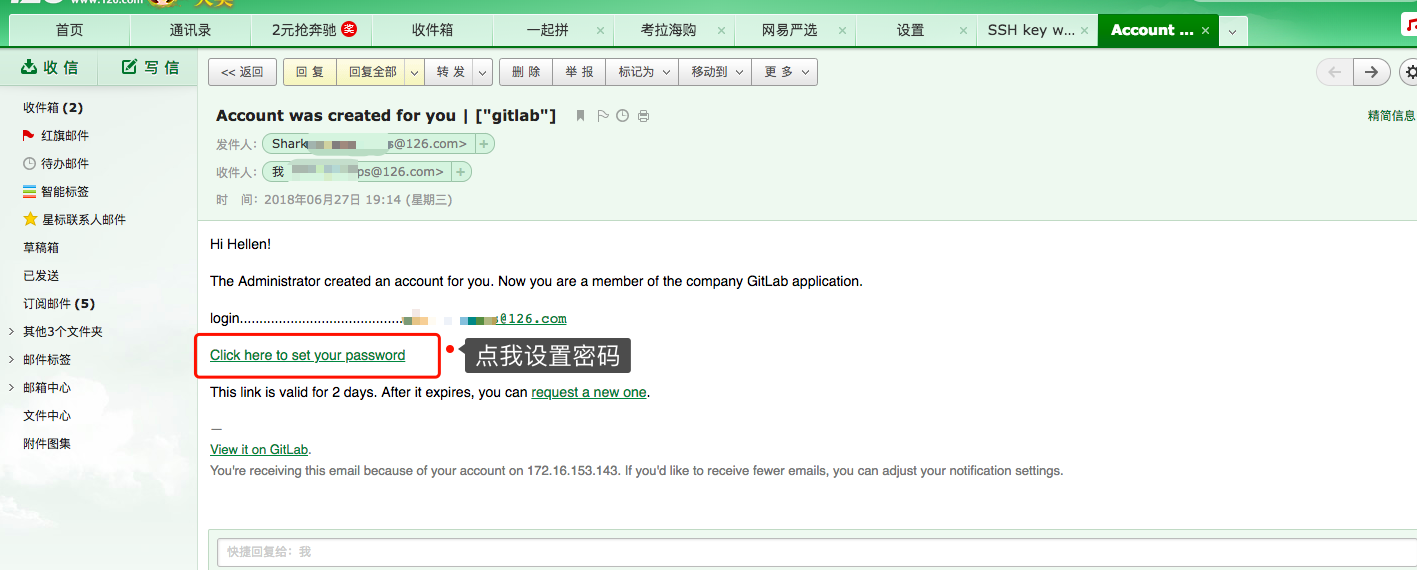 www.126.com
大奖
首页 通讯录 2元抢奔驰 奖 收件箱 一起拼 × 考拉海购 × 网易严选 × 设置 × SSH key w... × Account ... ×
收 信 写 信
<< 返回 回 复 回复全部 转 发 删 除 举 报 标记为 移动到 更 多
收件箱 (2)
红旗邮件
待办邮件
智能标签
星标联系人邮件
草稿箱
已发送
订阅邮件 (5)
其他3个文件夹
邮件标签
邮箱中心
文件中心
附件图集
Account was created for you | ["gitlab"]
精简信息
发件人: Shark s@126.com> +
收件人: 我 ps@126.com> +
时 间: 2018年06月27日 19:14 (星期三)
Hi Hellen!
The Administrator created an account for you. Now you are a member of the company GitLab application.
login......................................... @126.com
Click here to set your password
点我设置密码
This link is valid for 2 days. After it expires, you can request a new one.
—
View it on GitLab.
You're receiving this email because of your account on 172.16.153.143. If you'd like to receive fewer emails, you can adjust your notification settings.
快捷回复给: 我